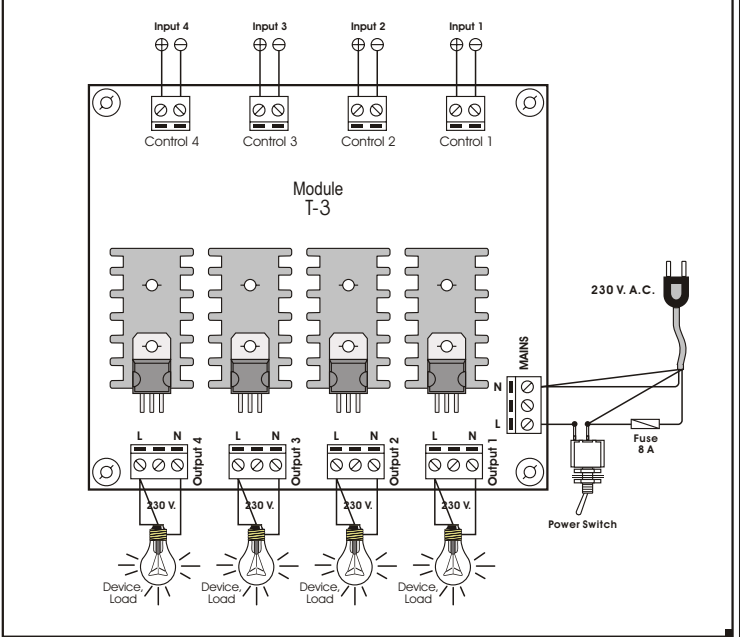 Input 4 Input 3 Input 2 Input 1
Control 4 Control 3 Control 2 Control 1
Module
T-3
230 V. A.C.
MAINS
N
L
Fuse
8 A
Power Switch
L N Output 4 L N Output 3 L N Output 2 L N Output 1
230 V. 230 V. 230 V. 230 V.
Device, Device, Device, Device,
Load Load Load Load